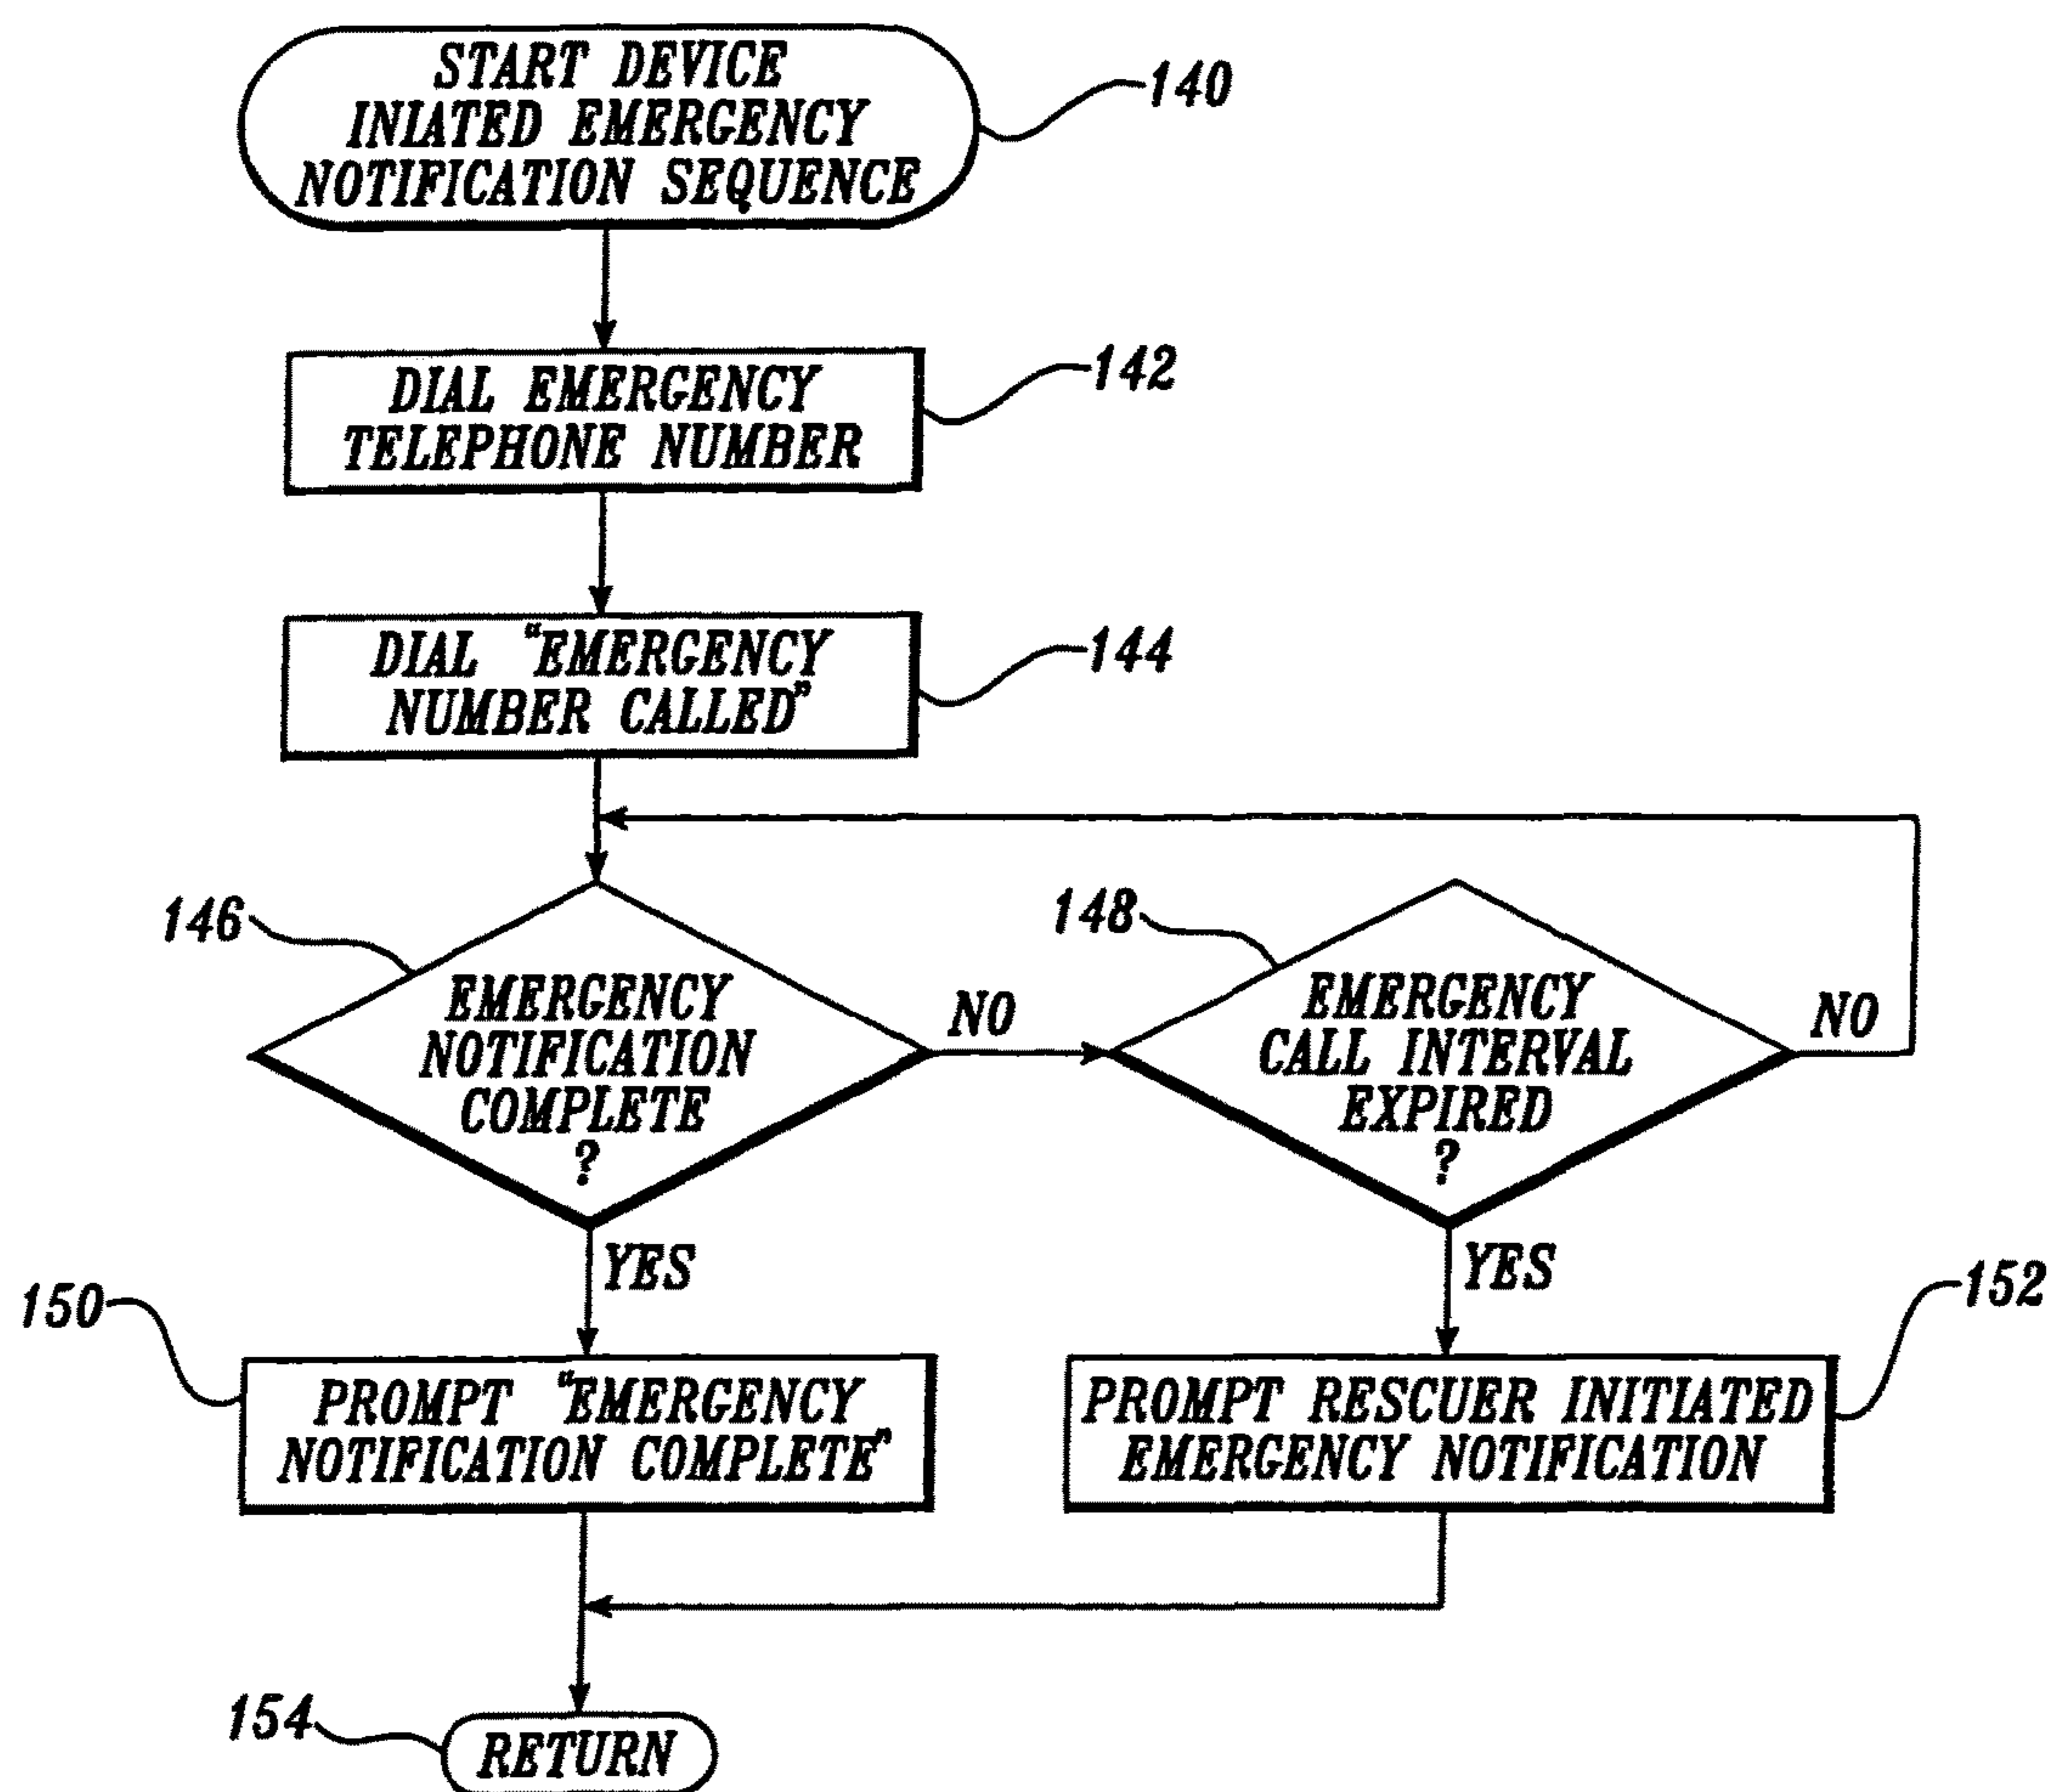 START DEVICE
INIATED EMERGENCY
NOTIFICATION SEQUENCE
140
DIAL EMERGENCY
TELEPHONE NUMBER
142
DIAL "EMERGENCY
NUMBER CALLED"
144
146
EMERGENCY
NOTIFICATION
COMPLETE
?
NO
148
EMERGENCY
CALL INTERVAL
EXPIRED
?
NO
YES
YES
150
PROMPT "EMERGENCY
NOTIFICATION COMPLETE"
PROMPT RESCUER INITIATED
EMERGENCY NOTIFICATION
152
154
RETURN